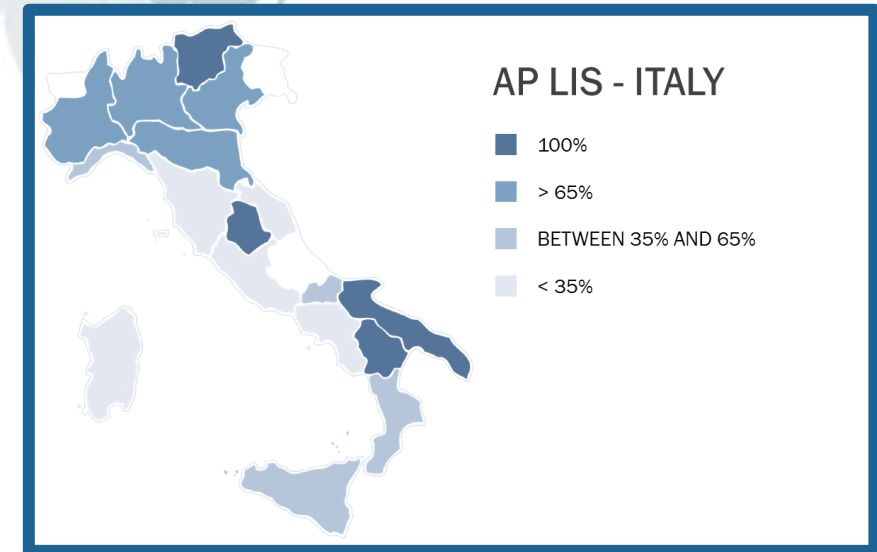 AP LIS - ITALY
100%
> 65%
BETWEEN 35% AND 65%
< 35%